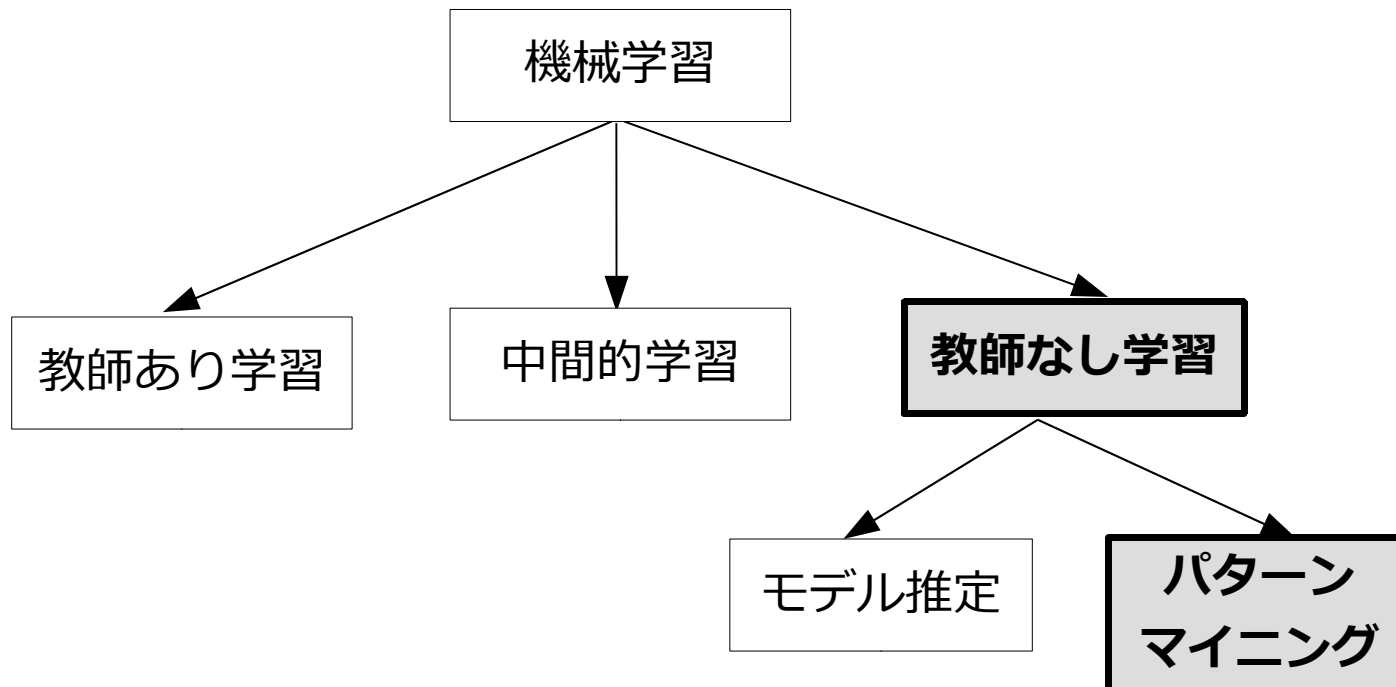 機械学習
教師あり学習
中間的学習
教師なし学習
モデル推定
パターン
マイニング